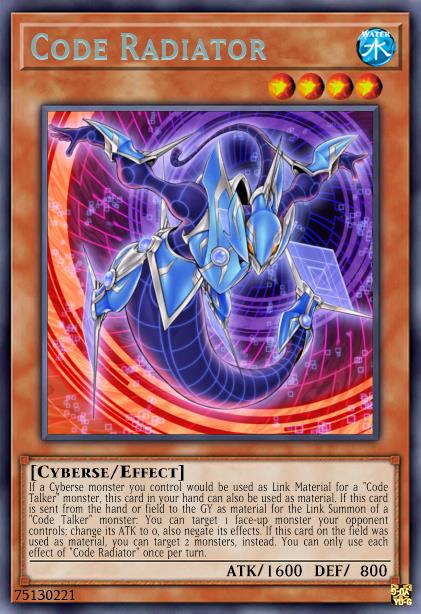 CODE RADIATOR
WATER
水
[CYBERSE/EFFECT]
If a Cyberse monster you control would be used as Link Material for a "Code
Talker" monster, this card in your hand can also be used as material. If this card
is sent from the hand or field to the GY as material for the Link Summon of a
"Code Talker" monster: You can target 1 face-up monster your opponent
controls; change its ATK to 0, also negate its effects. If this card on the field was
used as material, you can target 2 monsters, instead. You can only use each
effect of "Code Radiator" once per turn.
ATK/1600 DEF/ 800
75130221